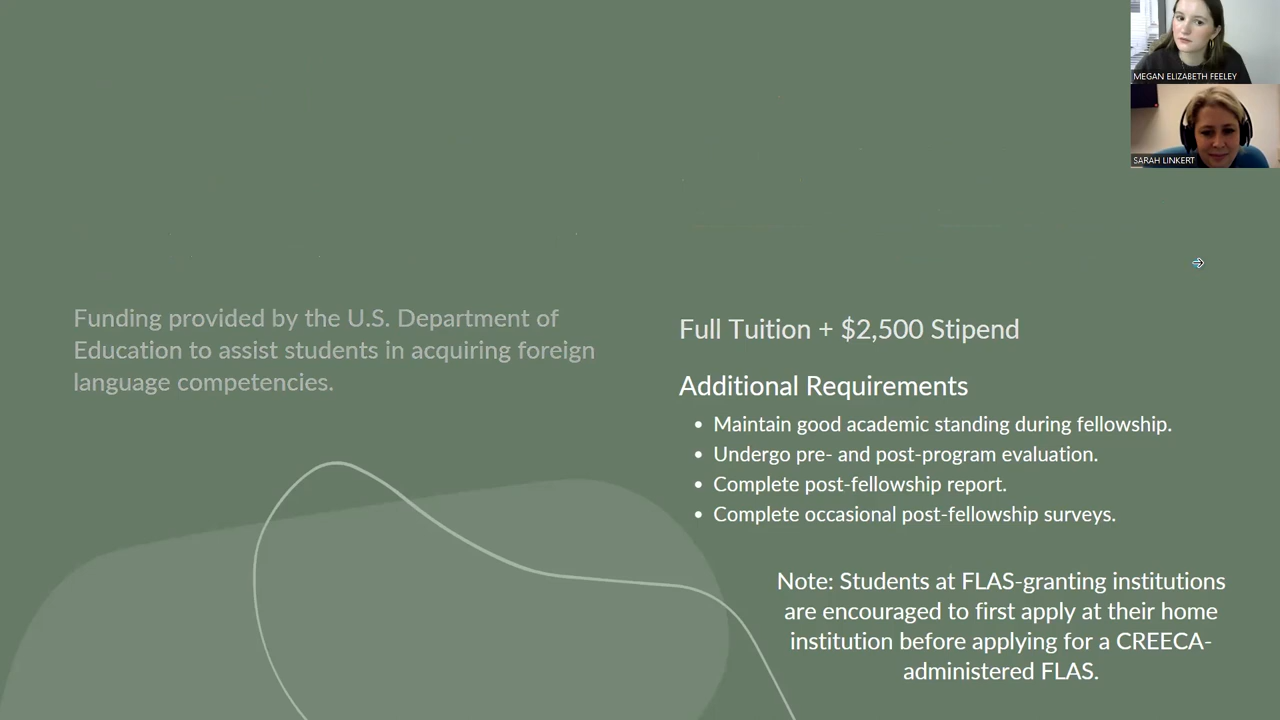 MEGAN ELIZABETH FEELEY
SARAH LINKERT
Funding provided by the U.S. Department of
Education to assist students in acquiring foreign
language competencies.
Full Tuition + $2,500 Stipend
Additional Requirements
• Maintain good academic standing during fellowship.
• Undergo pre- and post-program evaluation.
• Complete post-fellowship report.
• Complete occasional post-fellowship surveys.
Note: Students at FLAS-granting institutions
are encouraged to first apply at their home
institution before applying for a CREECA-
administered FLAS.